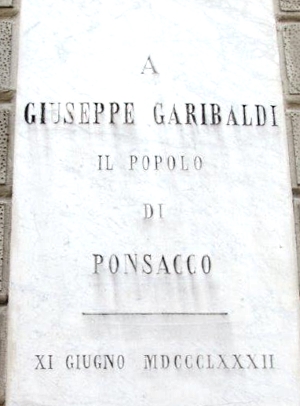 A
GIUSEPPE GARIBALDI
IL POPOLO
DI
PONSACCO
XI GIUGNO MDCCCLXXXII